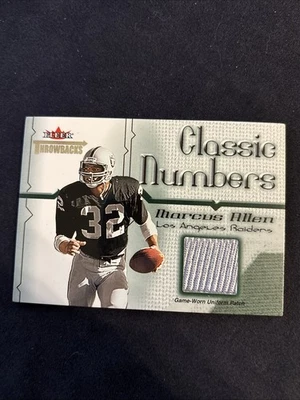 FLEER
THROWBACKS
Classic
Numbers
32
Marcus Allen
Los Angeles Raiders
Game-Worn Uniform Patch